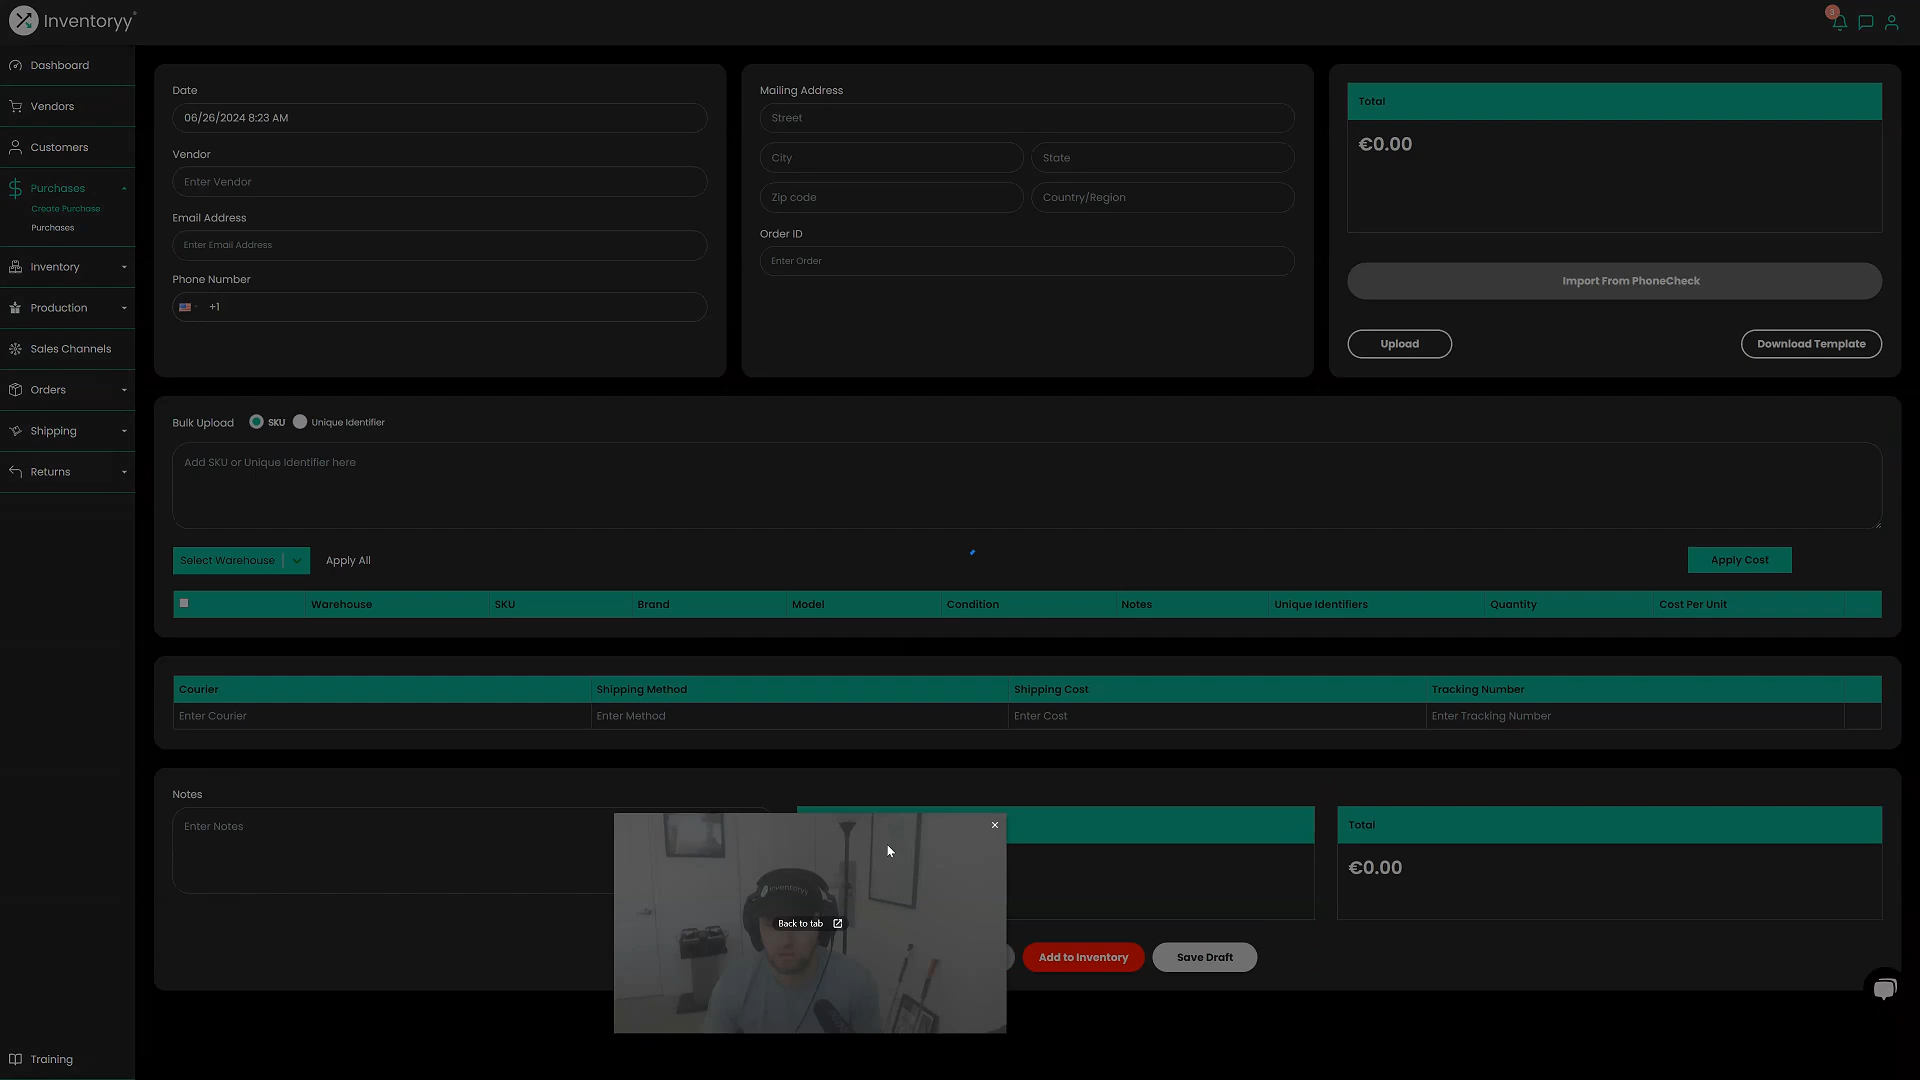 Inventoryy
3
Dashboard
Vendors
Customers
Purchases
Create Purchase
Purchases
Inventory
Production
Sales Channels
Orders
Shipping
Returns
Training
Date
06/26/2024 8:23 AM
Vendor
Enter Vendor
Email Address
Enter Email Address
Phone Number
+1
Mailing Address
Street
City
State
Zip code
Country/Region
Order ID
Enter Order
Total
€0.00
Import From PhoneCheck
Upload
Download Template
Bulk Upload SKU Unique Identifier
Add SKU or Unique Identifier here
Select Warehouse Apply All
Apply Cost
Warehouse SKU Brand Model Condition Notes Unique Identifiers Quantity Cost Per Unit
Courier Shipping Method Shipping Cost Tracking Number
Enter Courier Enter Method Enter Cost Enter Tracking Number
Notes
Enter Notes
inventoryy
Back to tab
Total
€0.00
Add to Inventory
Save Draft